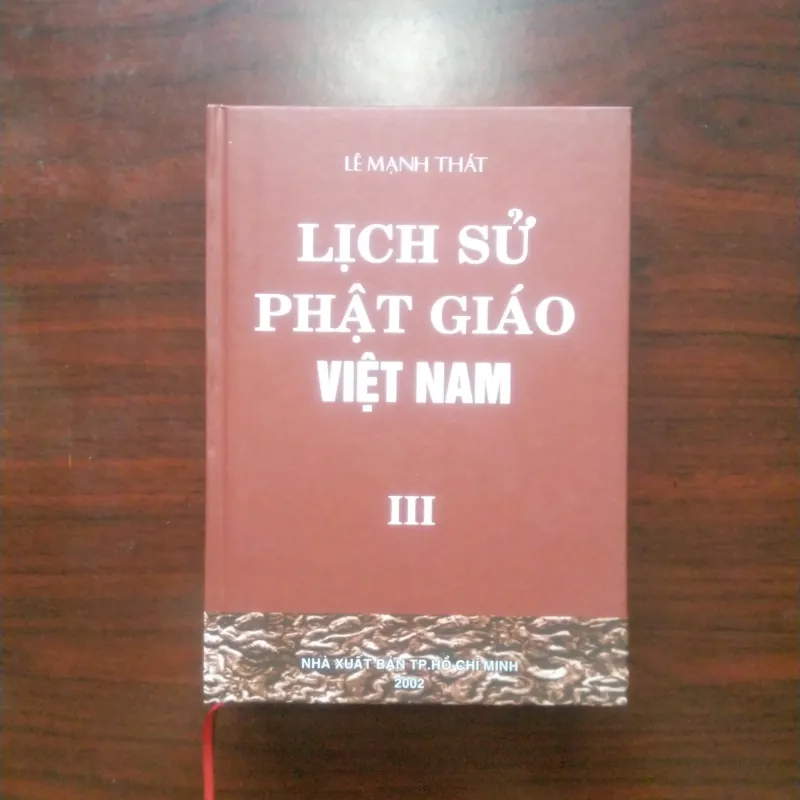 LÊ MẠNH THÁT
LỊCH SỬ
PHẬT GIÁO
VIỆT NAM
III
NHÀ XUẤT BẢN TP.HỒ CHÍ MINH
2002